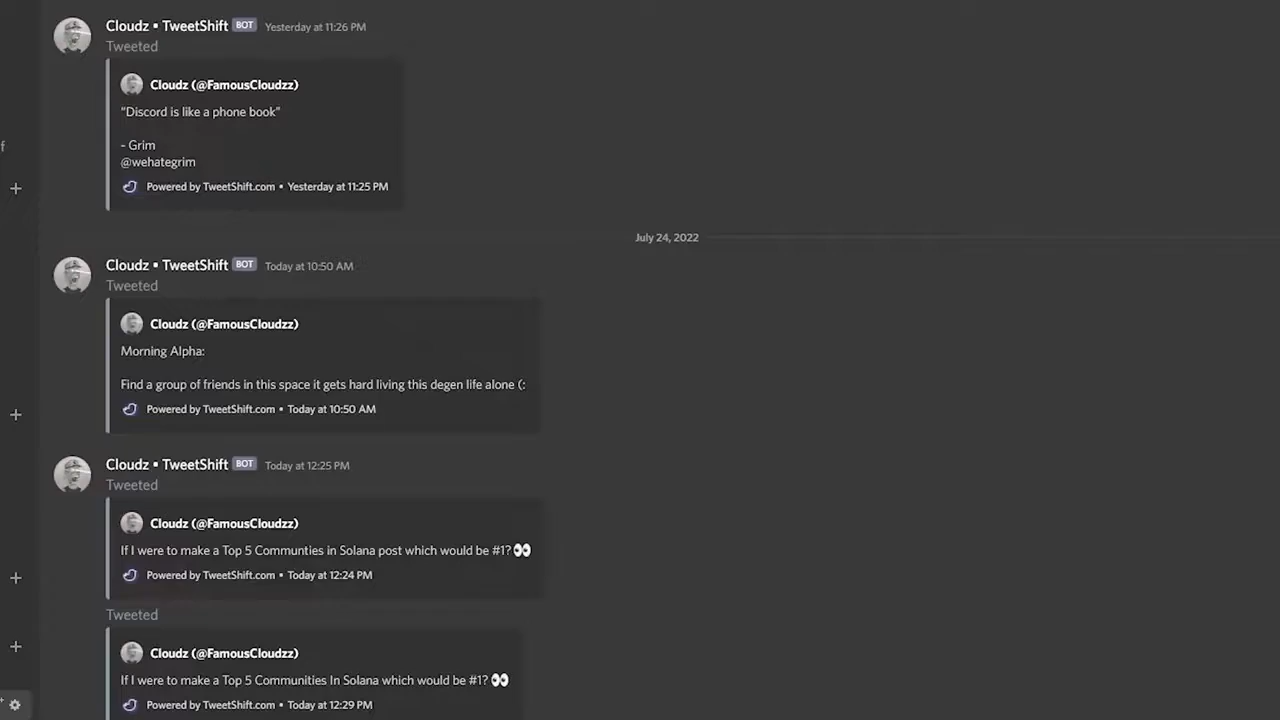 Cloudz • TweetShift BOT Yesterday at 11:26 PM
Tweeted
Cloudz (@FamousCloudzz)
"Discord is like a phone book"
- Grim
@wehategrim
Powered by TweetShift.com • Yesterday at 11:25 PM
July 24, 2022
Cloudz • TweetShift BOT Today at 10:50 AM
Tweeted
Cloudz (@FamousCloudzz)
Morning Alpha:
Find a group of friends in this space it gets hard living this degen life alone (:
Powered by TweetShift.com • Today at 10:50 AM
Cloudz • TweetShift BOT Today at 12:25 PM
Tweeted
Cloudz (@FamousCloudzz)
If I were to make a Top 5 Communties in Solana post which would be #1? 👀
Powered by TweetShift.com • Today at 12:24 PM
Tweeted
Cloudz (@FamousCloudzz)
If I were to make a Top 5 Communities In Solana which would be #1? 👀
Powered by TweetShift.com • Today at 12:29 PM